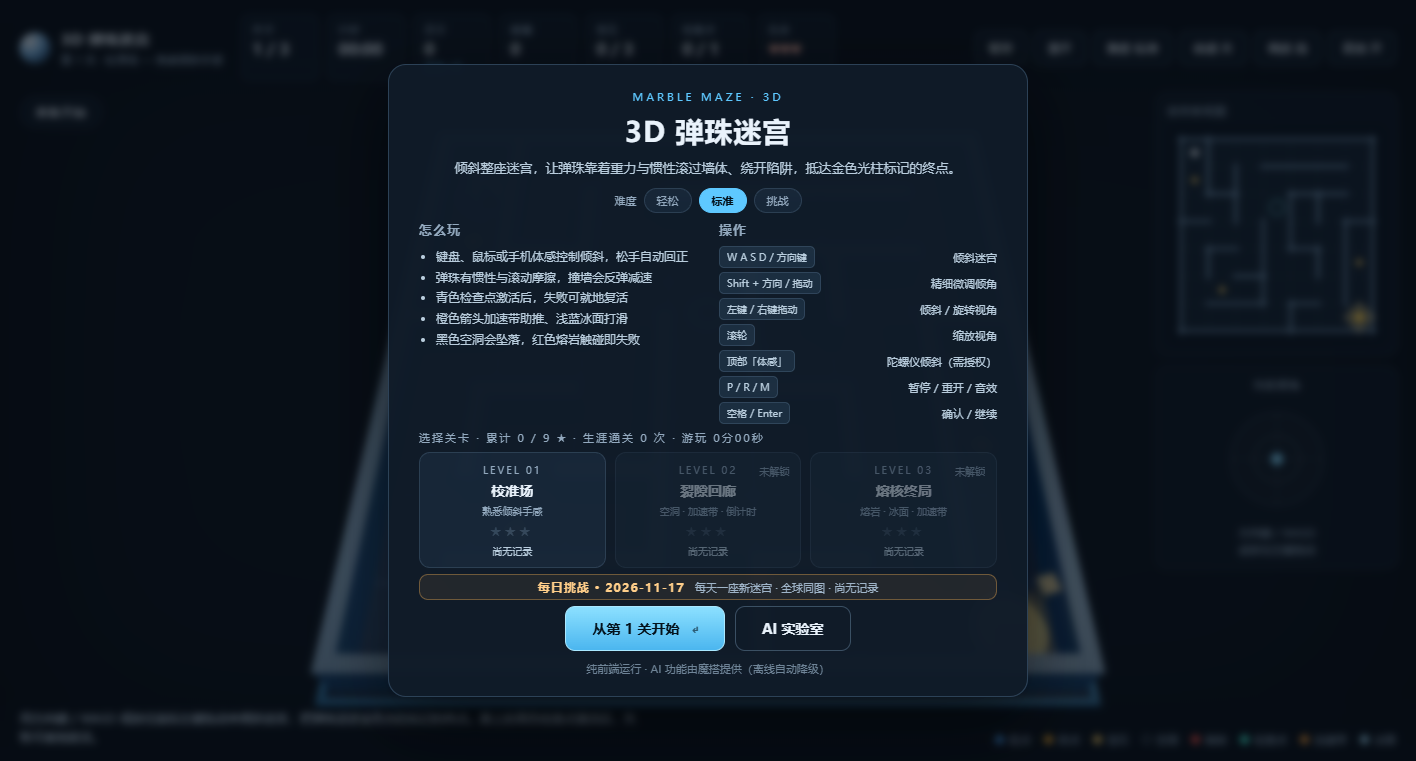 MARBLE MAZE · 3D
3D 弹珠迷宫
倾斜整座迷宫，让弹珠靠着重力与惯性滚过墙体、绕开陷阱，抵达金色光柱标记的终点。
难度 轻松 标准 挑战
怎么玩
键盘、鼠标或手机体感控制倾斜，松手自动回正
弹珠有惯性与滚动摩擦，撞墙会反弹减速
青色检查点激活后，失败可就地复活
橙色箭头加速带助推、浅蓝冰面打滑
黑色空洞会坠落，红色熔岩触碰即失败
操作
W A S D / 方向键 倾斜迷宫
Shift + 方向 / 拖动 精细微调倾角
左键 / 右键拖动 倾斜 / 旋转视角
滚轮 缩放视角
顶部「体感」 陀螺仪倾斜（需授权）
P / R / M 暂停 / 重开 / 音效
空格 / Enter 确认 / 继续
选择关卡 · 累计 0 / 9 ★ · 生涯通关 0 次 · 游玩 0分00秒
LEVEL 01
校准场
熟悉倾斜手感
★★★
尚无记录
LEVEL 02 未解锁
裂隙回廊
空洞 · 加速带 · 倒计时
★★★
尚无记录
LEVEL 03 未解锁
熔核终局
熔岩 · 冰面 · 加速带
★★★
尚无记录
每日挑战 · 2026-11-17 每天一座新迷宫 · 全球同图 · 尚无记录
从第 1 关开始 ↵
AI 实验室
纯前端运行 · AI 功能由魔搭提供（离线自动降级）